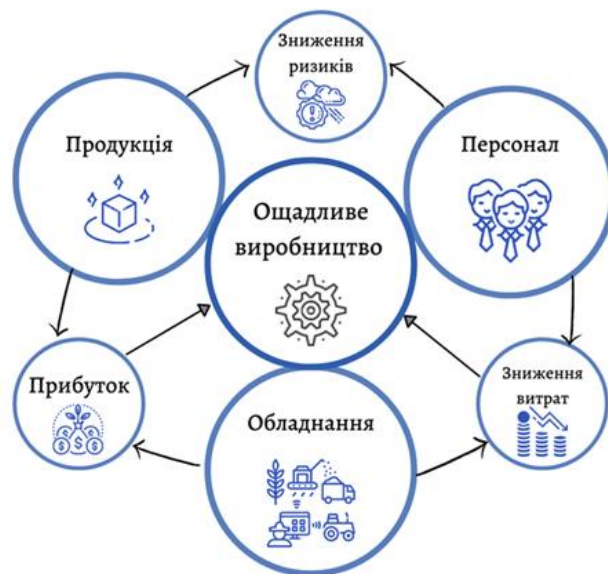 Зниження
ризиків
Продукція
Персонал
Ощадливе
виробництво
Прибуток
Зниження
витрат
Обладнання